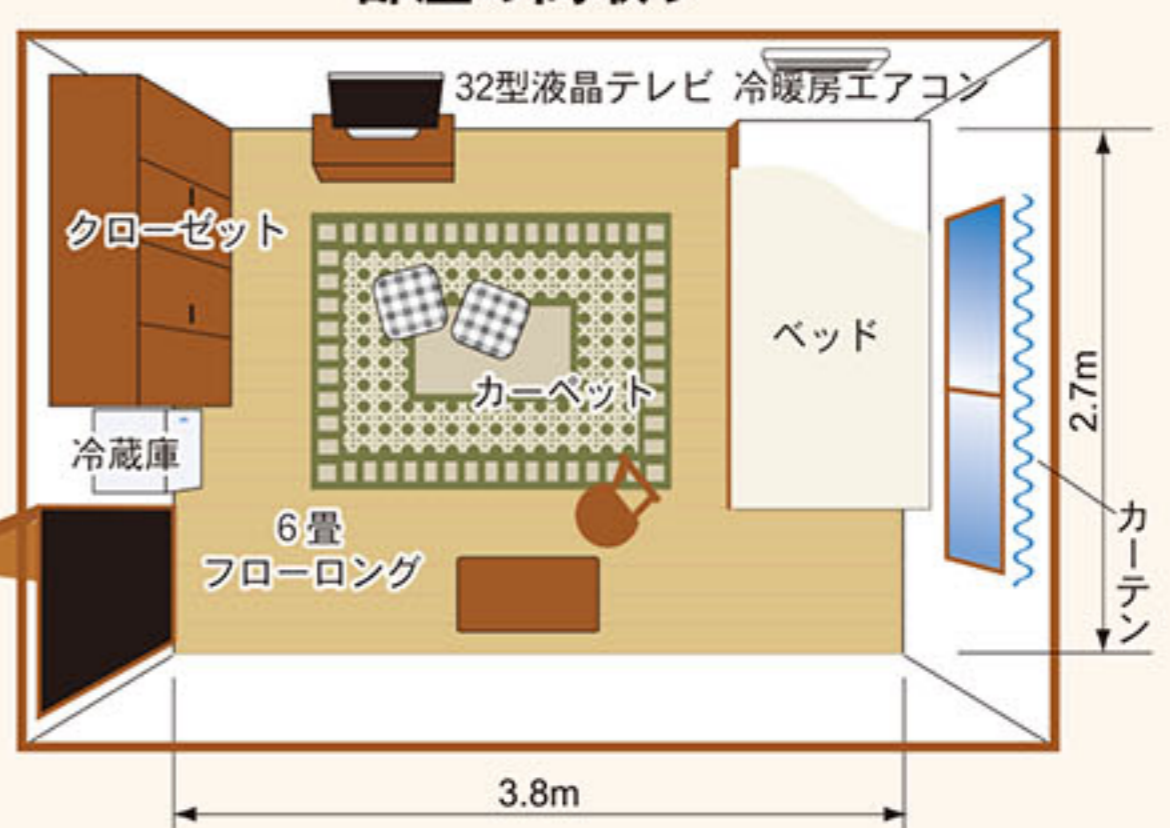 32型液晶テレビ
冷暖房エアコン
クローゼット
ベッド
カーペット
冷蔵庫
6畳
フローロング
2.7m
カーテン
3.8m